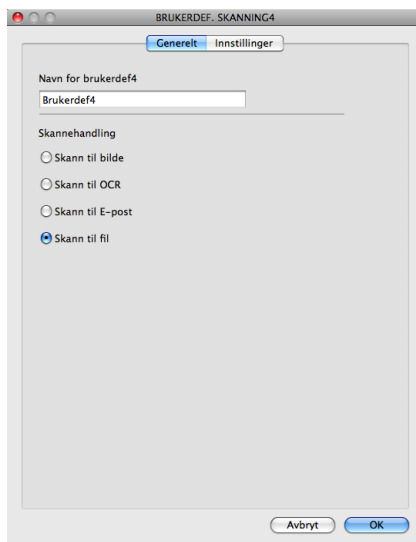 BRUKERDEF. SKANNING4
Generelt Innstillinger
Navn for brukerdef4
Brukerdef4
Skannehandling
Skann til bilde
Skann til OCR
Skann til E-post
Skann til fil
Avbryt OK